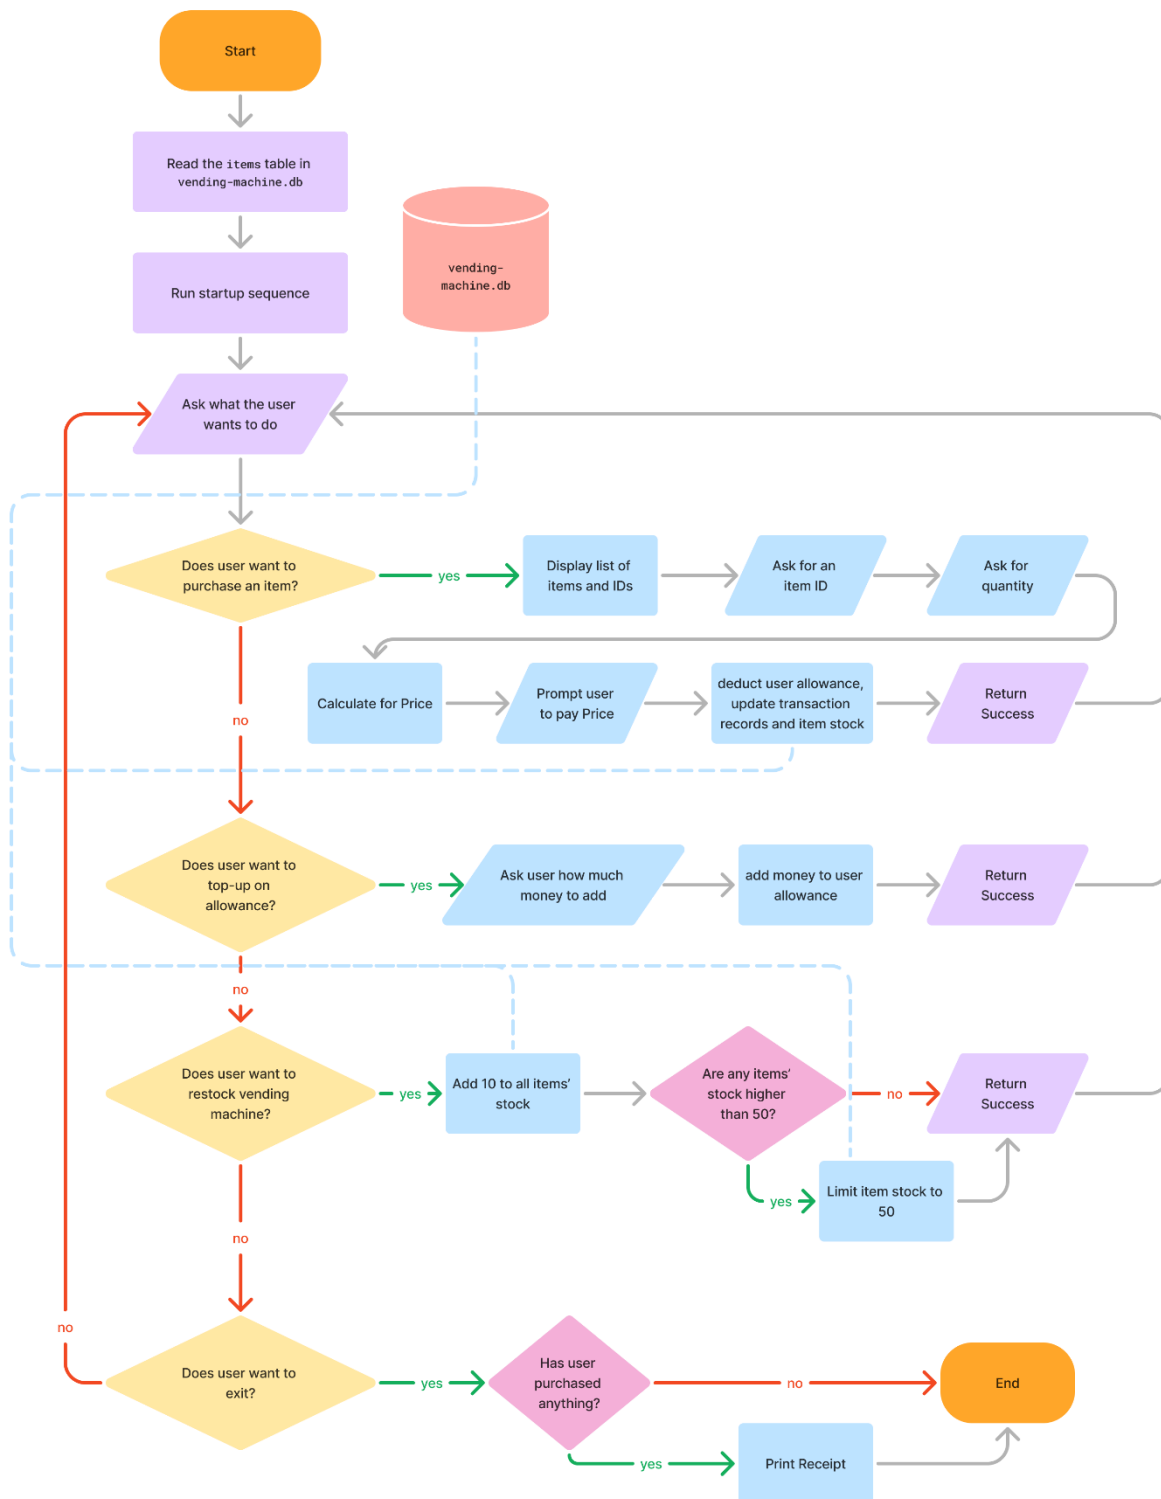 Start
Read the items table in
vending-machine.db
vending-
machine.db
Run startup sequence
Ask what the user
wants to do
Does user want to
purchase an item?
yes
Display list of
items and IDs
Ask for an
item ID
Ask for
quantity
no
Calculate for Price
Prompt user
to pay Price
deduct user allowance,
update transaction
records and item stock
Return
Success
Does user want to
top-up on
allowance?
yes
Ask user how much
money to add
add money to user
allowance
Return
Success
no
Does user want to
restock vending
machine?
yes
Add 10 to all items’
stock
Are any items’
stock higher
than 50?
no
Return
Success
yes
Limit item stock to
50
no
no
Does user want to
exit?
yes
Has user
purchased
anything?
no
End
yes
Print Receipt